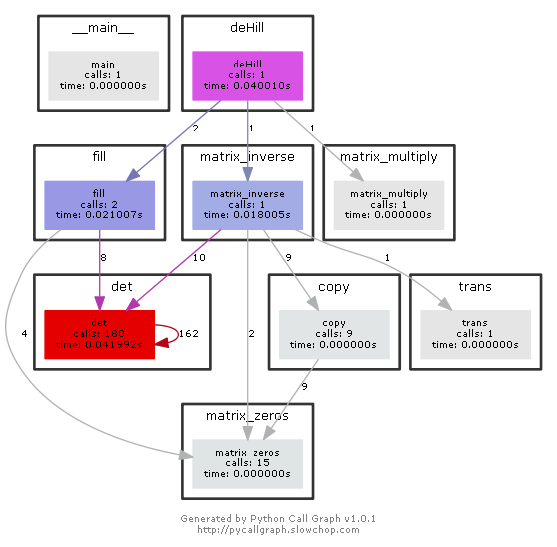 __main__
main
calls: 1
time: 0.000000s
deHill
deHill
calls: 1
time: 0.040010s
2
1
1
fill
fill
calls: 2
time: 0.021007s
matrix_inverse
matrix_inverse
calls: 1
time: 0.018005s
matrix_multiply
matrix_multiply
calls: 1
time: 0.000000s
8
10
9
1
det
det
calls: 180
time: 0.041992s
162
copy
copy
calls: 9
time: 0.000000s
trans
trans
calls: 1
time: 0.000000s
4
2
9
matrix_zeros
matrix_zeros
calls: 15
time: 0.000000s
Generated by Python Call Graph v1.0.1
http://pycallgraph.slowchop.com